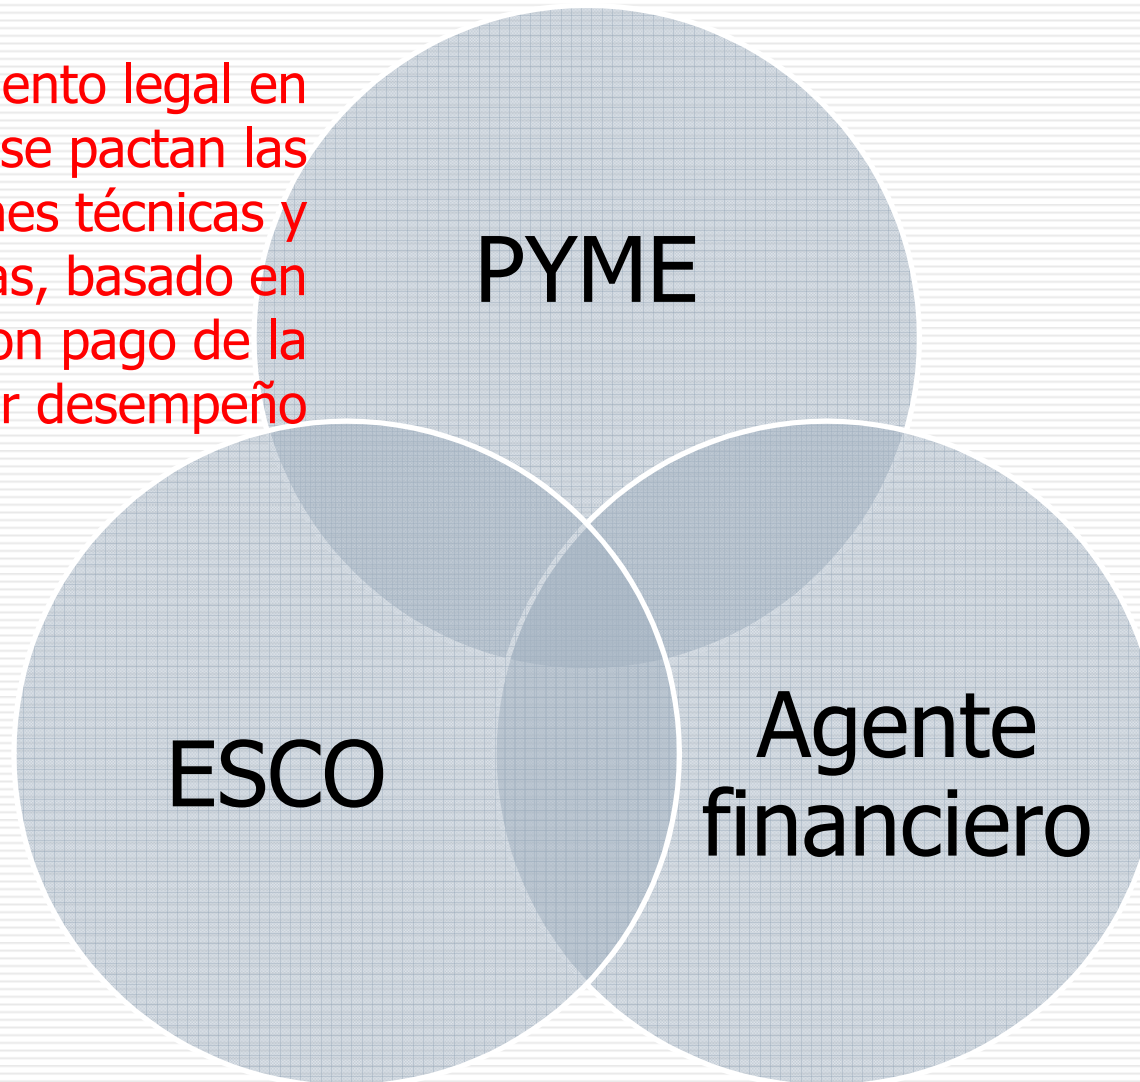 ento legal en
se pactan las
nes técnicas y
as, basado en
on pago de la
r desempeño
PYME
ESCO
Agente
financiero